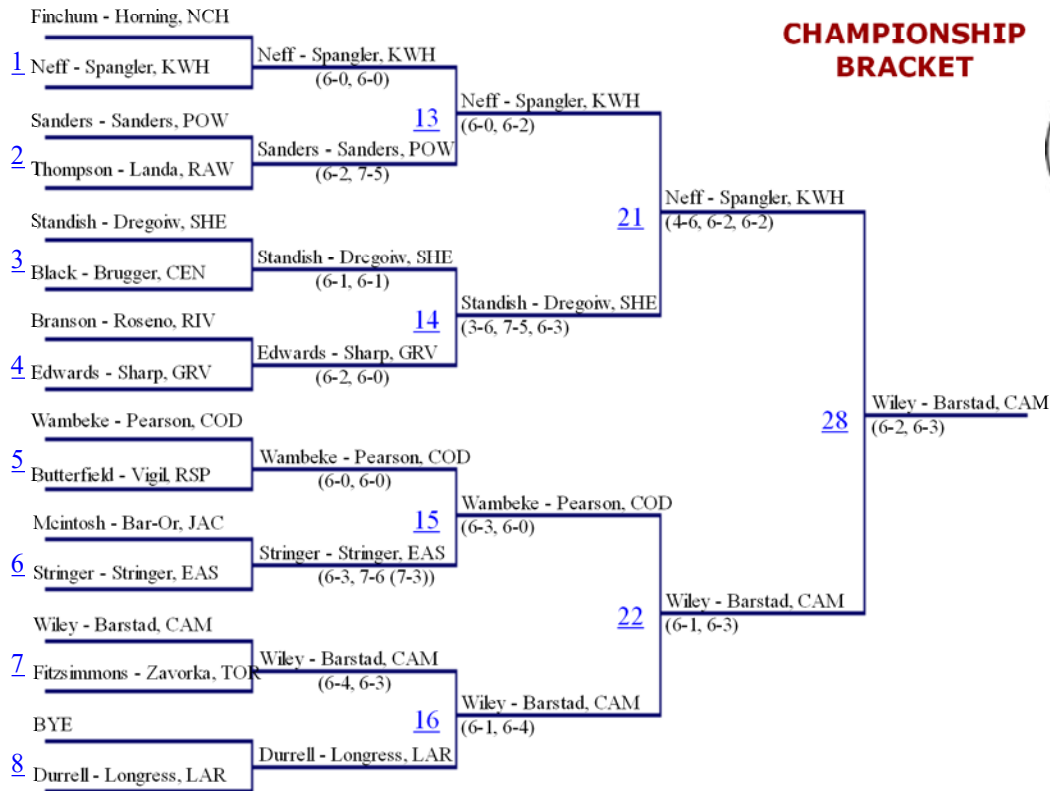 CHAMPIONSHIP
BRACKET
Finchum - Horning, NCH
1
Neff - Spangler, KWH
Sanders - Sanders, POW
2
Thompson - Landa, RAW
Standish - Dregoiw, SHE
3
Black - Brugger, CEN
Branson - Roseno, RIV
4
Edwards - Sharp, GRV
Wambeke - Pearson, COD
5
Butterfield - Vigil, RSP
Mcintosh - Bar-Or, JAC
6
Stringer - Stringer, EAS
Wiley - Barstad, CAM
7
Fitzsimmons - Zavorka, TOR
BYE
8
Durrell - Longress, LAR
Neff - Spangler, KWH
(6-0, 6-0)
13
Sanders - Sanders, POW
(6-2, 7-5)
Standish - Dregoiw, SHE
(6-1, 6-1)
14
Edwards - Sharp, GRV
(6-2, 6-0)
Wambeke - Pearson, COD
(6-0, 6-0)
15
Stringer - Stringer, EAS
(6-3, 7-6 (7-3))
Wiley - Barstad, CAM
(6-4, 6-3)
16
Durrell - Longress, LAR
Neff - Spangler, KWH
(6-0, 6-2)
21
Standish - Dregoiw, SHE
(3-6, 7-5, 6-3)
Wambeke - Pearson, COD
(6-3, 6-0)
22
Wiley - Barstad, CAM
(6-1, 6-4)
Neff - Spangler, KWH
(4-6, 6-2, 6-2)
28
Wiley - Barstad, CAM
(6-1, 6-3)
Wiley - Barstad, CAM
(6-2, 6-3)